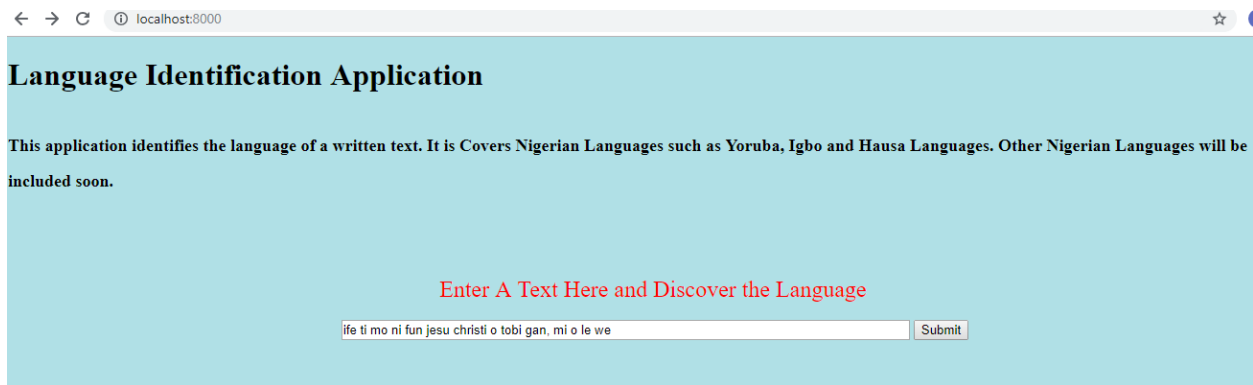 localhost:8000
Language Identification Application
This application identifies the language of a written text. It is Covers Nigerian Languages such as Yoruba, Igbo and Hausa Languages. Other Nigerian Languages will be
included soon.
Enter A Text Here and Discover the Language
ife ti mo ni fun jesu christi o tobi gan, mi o le we Submit